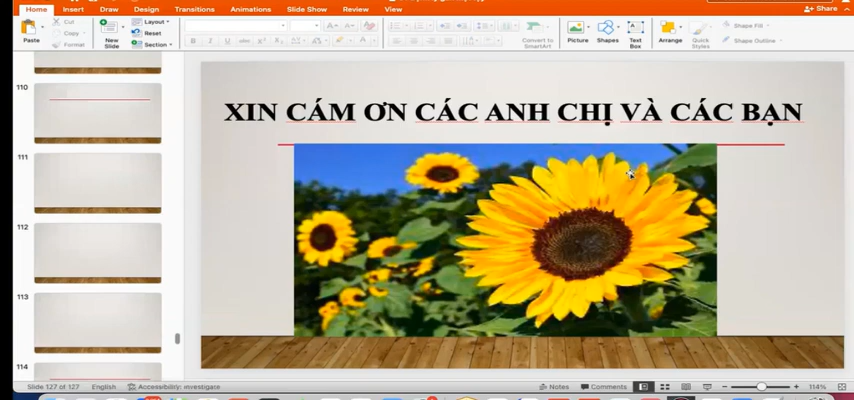 Home Insert Draw Design Transitions Animations Slide Show Review View Share
Paste Cut Copy Format New Slide Layout Reset Section Convert to SmartArt Picture Shapes Text Box Arrange Quick Styles Shape Fill Shape Outline
110
XIN CÁM ƠN CÁC ANH CHỊ VÀ CÁC BẠN
111
112
113
114
Slide 127 of 127 English Accessibility: Investigate Notes Comments 114%